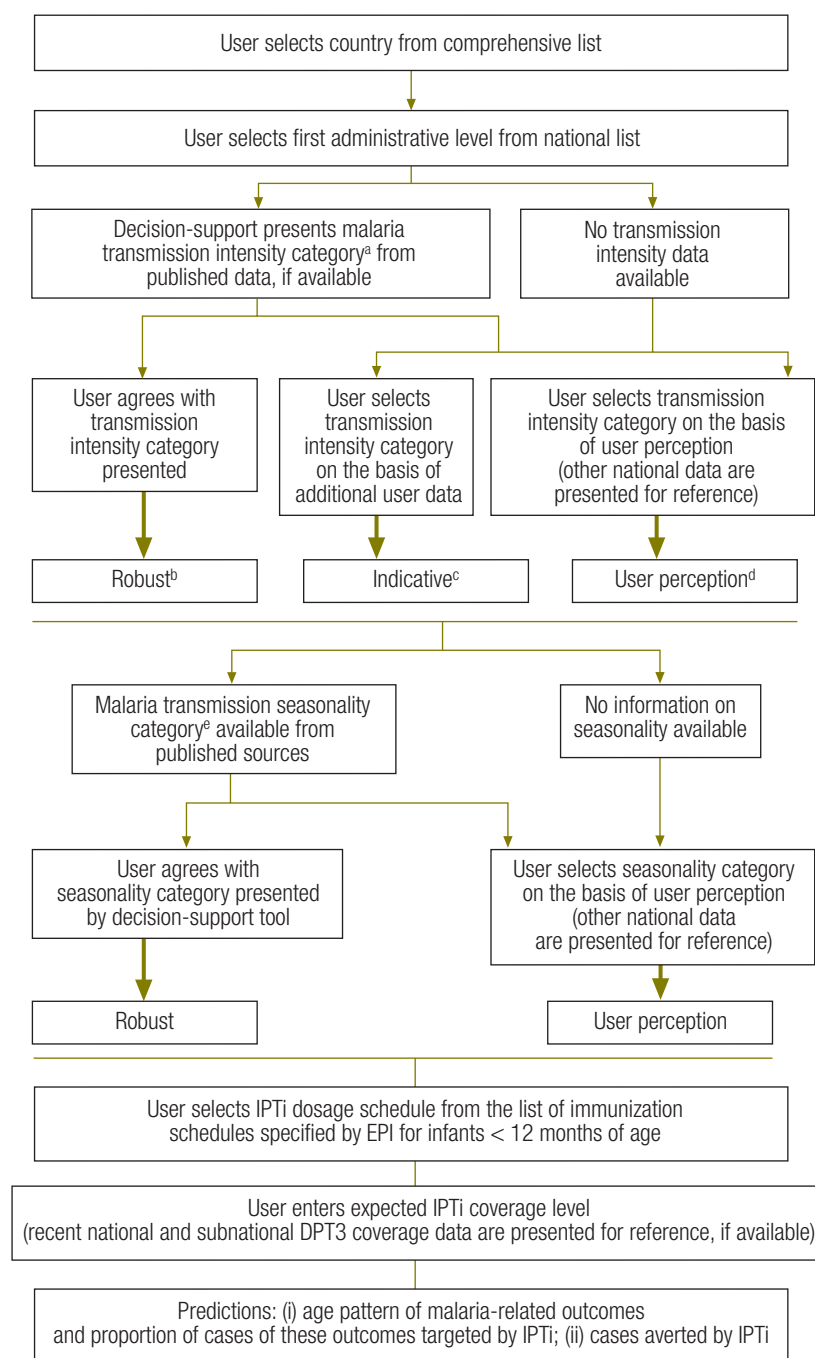 User selects country from comprehensive list
User selects first administrative level from national list
Decision-support presents malaria
transmission intensity categoryᵃ from
published data, if available
No transmission
intensity data
available
User agrees with
transmission
intensity category
presented
User selects
transmission
intensity category
on the basis of
additional user data
User selects transmission
intensity category on the basis
of user perception
(other national data are
presented for reference)
Robustᵇ
Indicativeᶜ
User perceptionᵈ
Malaria transmission seasonality
categoryᵉ available from
published sources
No information on
seasonality available
User agrees with
seasonality category presented
by decision-support tool
User selects seasonality category
on the basis of user perception
(other national data
are presented for reference)
Robust
User perception
User selects IPTi dosage schedule from the list of immunization
schedules specified by EPI for infants < 12 months of age
User enters expected IPTi coverage level
(recent national and subnational DPT3 coverage data are presented for reference, if available)
Predictions: (i) age pattern of malaria-related outcomes
and proportion of cases of these outcomes targeted by IPTi; (ii) cases averted by IPTi